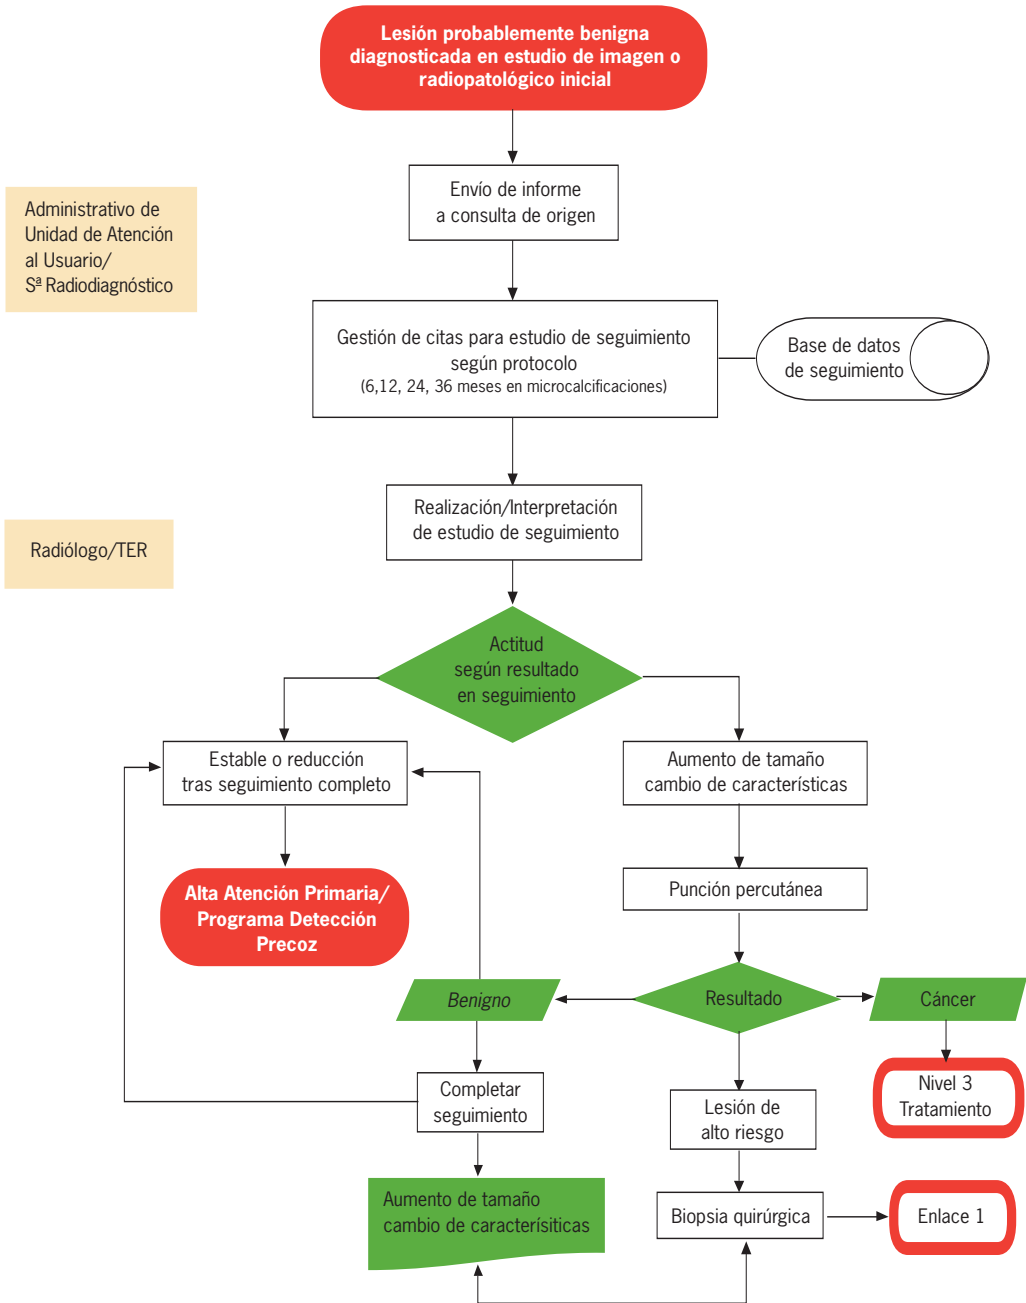 Lesión probablemente benigna
diagnosticada en estudio de imagen o
radiopatológico inicial
Envío de informe
a consulta de origen
Administrativo de
Unidad de Atención
al Usuario/
Sª Radiodiagnóstico
Gestión de citas para estudio de seguimiento
según protocolo
(6,12, 24, 36 meses en microcalcificaciones)
Base de datos
de seguimiento
Realización/Interpretación
de estudio de seguimiento
Radiólogo/TER
Actitud
según resultado
en seguimiento
Estable o reducción
tras seguimiento completo
Aumento de tamaño
cambio de características
Alta Atención Primaria/
Programa Detección
Precoz
Punción percutánea
Benigno
Resultado
Cáncer
Completar
seguimiento
Lesión de
alto riesgo
Nivel 3
Tratamiento
Aumento de tamaño
cambio de caracterísiticas
Biopsia quirúrgica
Enlace 1